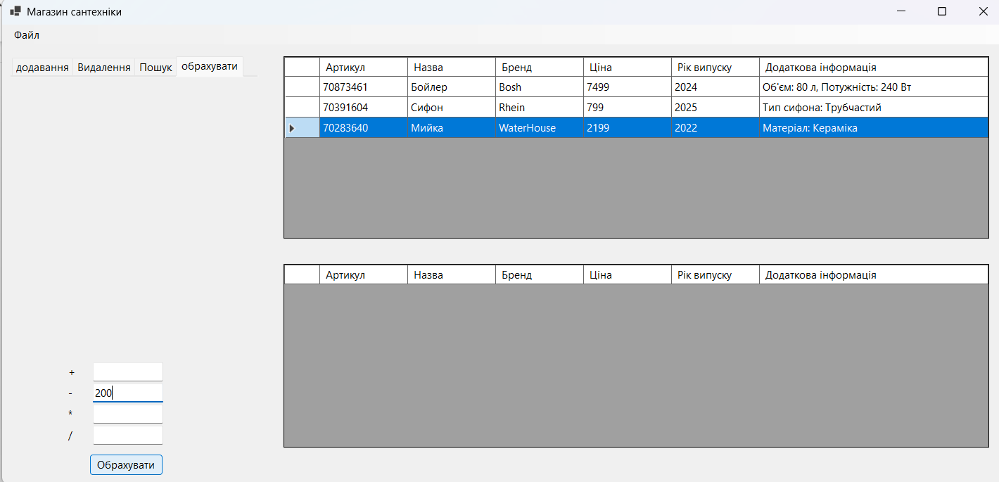 Магазин сантехніки
Файл
додавання Видалення Пошук обрахувати
Артикул Назва Бренд Ціна Рік випуску Додаткова інформація
70873461 Бойлер Bosh 7499 2024 Об'єм: 80 л, Потужність: 240 Вт
70391604 Сифон Rhein 799 2025 Тип сифона: Трубчастий
70283640 Мийка WaterHouse 2199 2022 Матеріал: Кераміка
Артикул Назва Бренд Ціна Рік випуску Додаткова інформація
+
- 200
*
/
Обрахувати